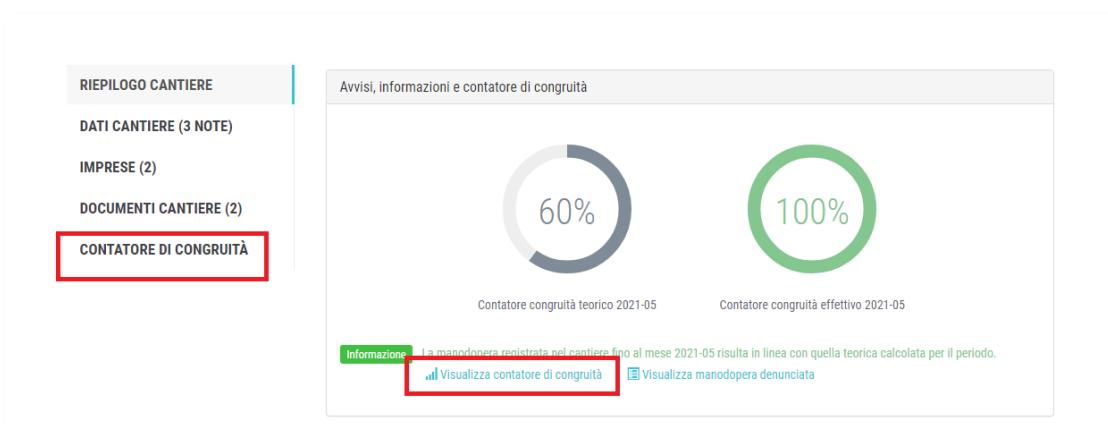 RIEPILOGO CANTIERE
DATI CANTIERE (3 NOTE)
IMPRESE (2)
DOCUMENTI CANTIERE (2)
CONTATORE DI CONGRUITÀ
Avvisi, informazioni e contatore di congruità
60%
100%
Contatore congruità teorico 2021-05
Contatore congruità effettivo 2021-05
Informazione La manodopera registrata nel cantiere fino al mese 2021-05 risulta in linea con quella teorica calcolata per il periodo.
Visualizza contatore di congruità Visualizza manodopera denunciata